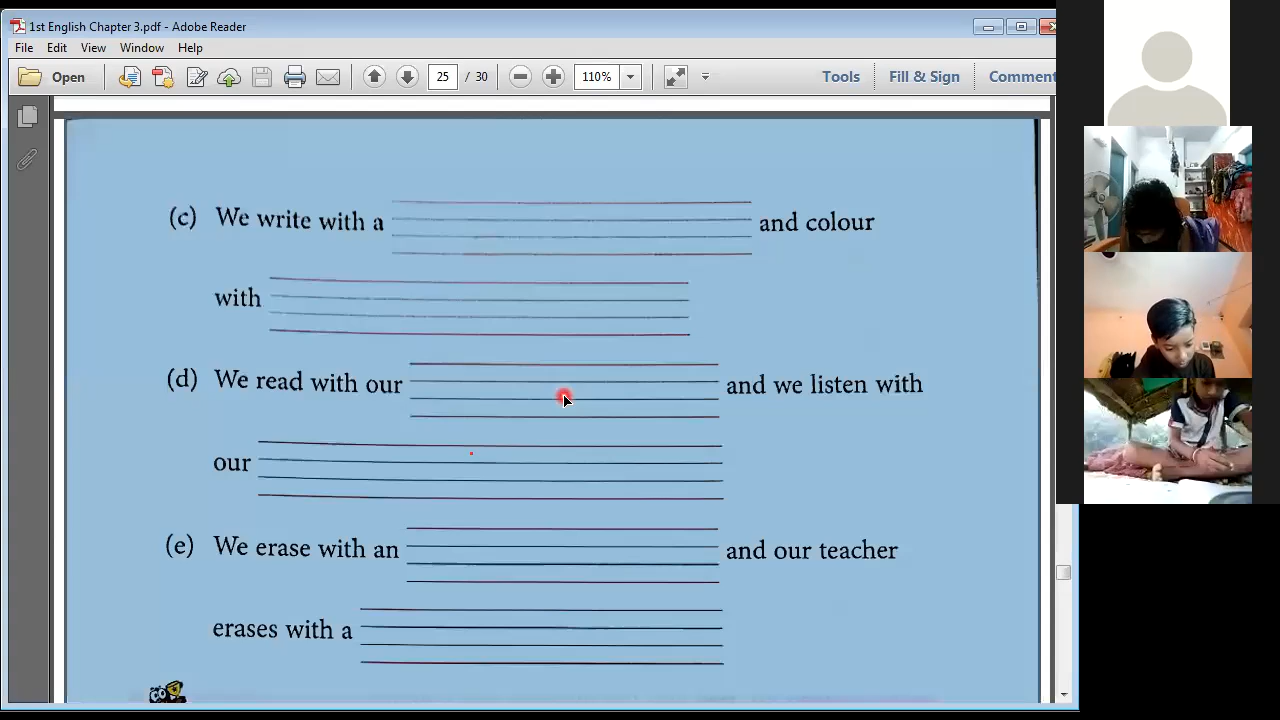 1st English Chapter 3.pdf - Adobe Reader
File Edit View Window Help
Open 25 / 30 110% Tools Fill & Sign Comment
(c) We write with a and colour
with
(d) We read with our and we listen with
our
(e) We erase with an and our teacher
erases with a